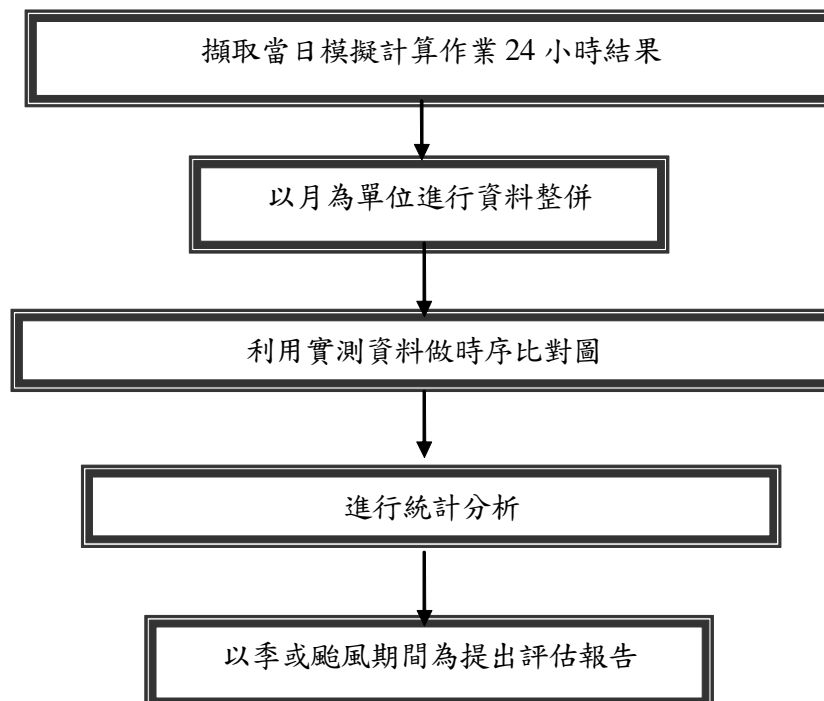 擷取當日模擬計算作業 24 小時結果
以月為單位進行資料整併
利用實測資料做時序比對圖
進行統計分析
以季或颱風期間為提出評估報告